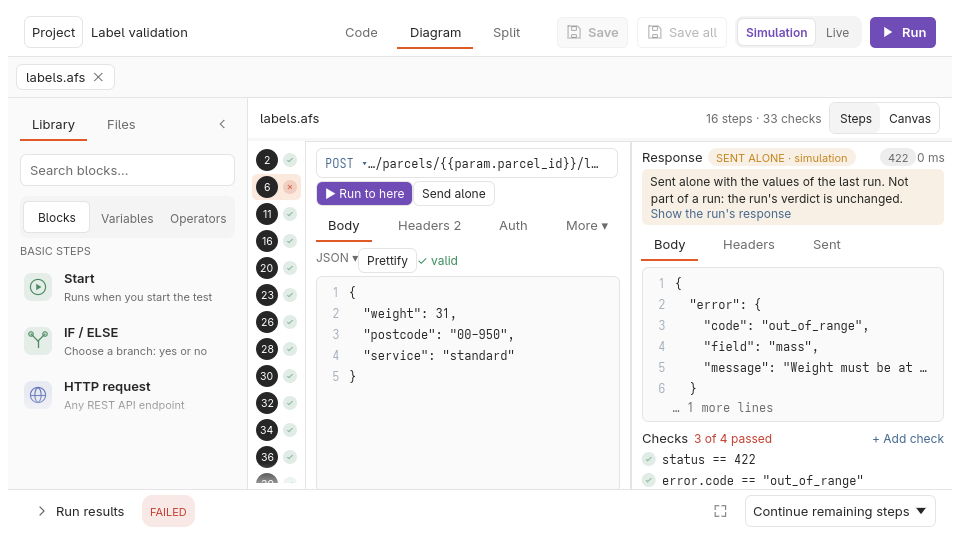 Project
Label validation
Code
Diagram
Split
Save
Save all
Simulation
Live
Run
labels.afs
Library
Files
Search blocks...
Blocks
Variables
Operators
BASIC STEPS
Start
Runs when you start the test
IF / ELSE
Choose a branch: yes or no
HTTP request
Any REST API endpoint
labels.afs
16 steps · 33 checks
Steps
Canvas
2
6
11
16
20
23
26
28
30
32
34
36
POST ▾ …/parcels/{{param.parcel_id}}/l…
Run to here
Send alone
Body
Headers 2
Auth
More ▾
JSON ▾
Prettify
✓ valid
1 {
2 "weight": 31,
3 "postcode": "00-950",
4 "service": "standard"
5 }
Response
SENT ALONE · simulation
422
0 ms
Sent alone with the values of the last run. Not
part of a run: the run's verdict is unchanged.
Show the run's response
Body
Headers
Sent
1 {
2 "error": {
3 "code": "out_of_range",
4 "field": "mass",
5 "message": "Weight must be at …
6 }
… 1 more lines
Checks
3 of 4 passed
+ Add check
status == 422
error.code == "out_of_range"
Run results
FAILED
Continue remaining steps